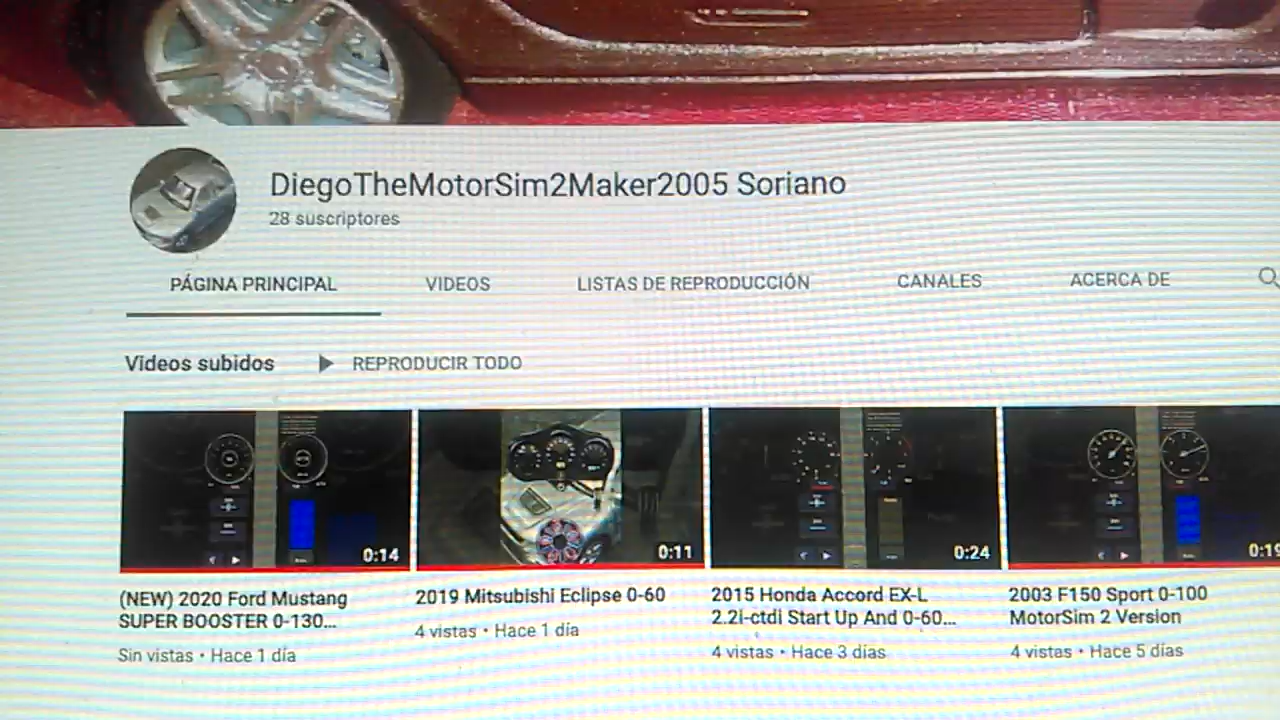 DiegoTheMotorSim2Maker2005 Soriano
28 suscriptores
PÁGINA PRINCIPAL VIDEOS LISTAS DE REPRODUCCIÓN CANALES ACERCA DE
Videos subidos REPRODUCIR TODO
0:14 0:11 0:24 0:19
(NEW) 2020 Ford Mustang
SUPER BOOSTER 0-130...
Sin vistas • Hace 1 día
2019 Mitsubishi Eclipse 0-60
4 vistas • Hace 1 día
2015 Honda Accord EX-L
2.2i-ctdi Start Up And 0-60...
4 vistas • Hace 3 días
2003 F150 Sport 0-100
MotorSim 2 Version
4 vistas • Hace 5 días